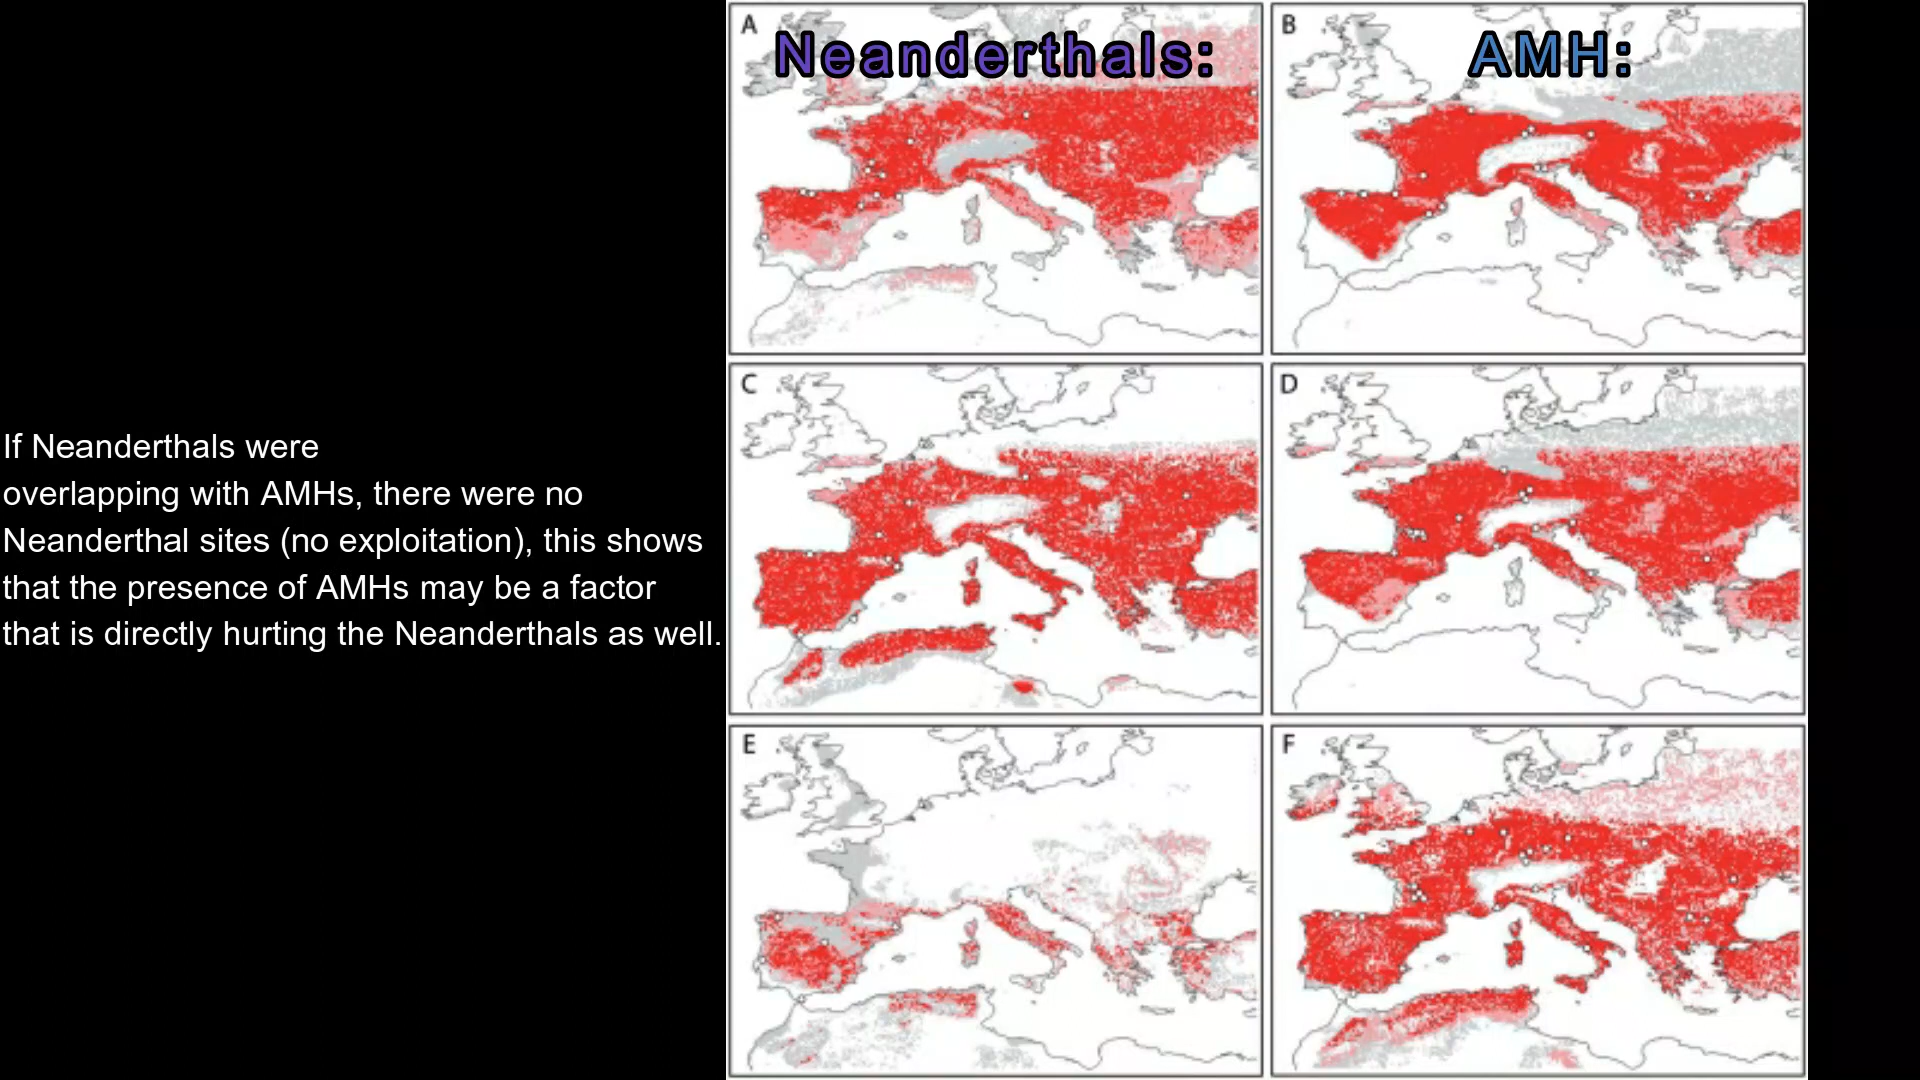 A
Neanderthals:
B
AMH:
If Neanderthals were
overlapping with AMHs, there were no
Neanderthal sites (no exploitation), this shows
that the presence of AMHs may be a factor
that is directly hurting the Neanderthals as well.
C
D
E
F